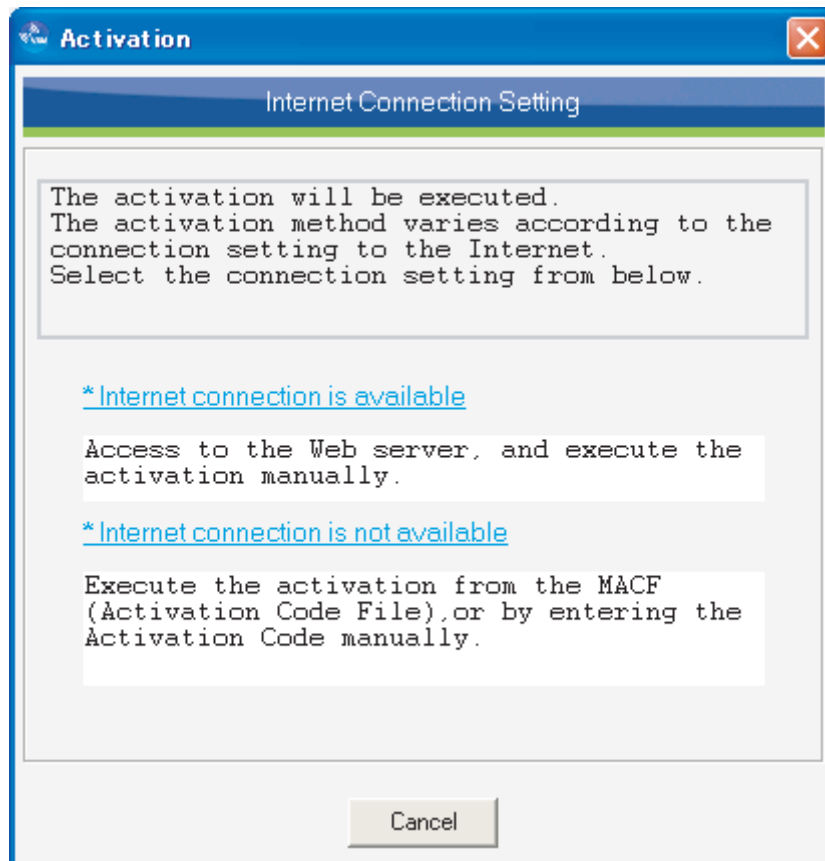 Activation
Internet Connection Setting
The activation will be executed.
The activation method varies according to the
connection setting to the Internet.
Select the connection setting from below.
* Internet connection is available
Access to the Web server, and execute the
activation manually.
* Internet connection is not available
Execute the activation from the MACF
(Activation Code File),or by entering the
Activation Code manually.
Cancel